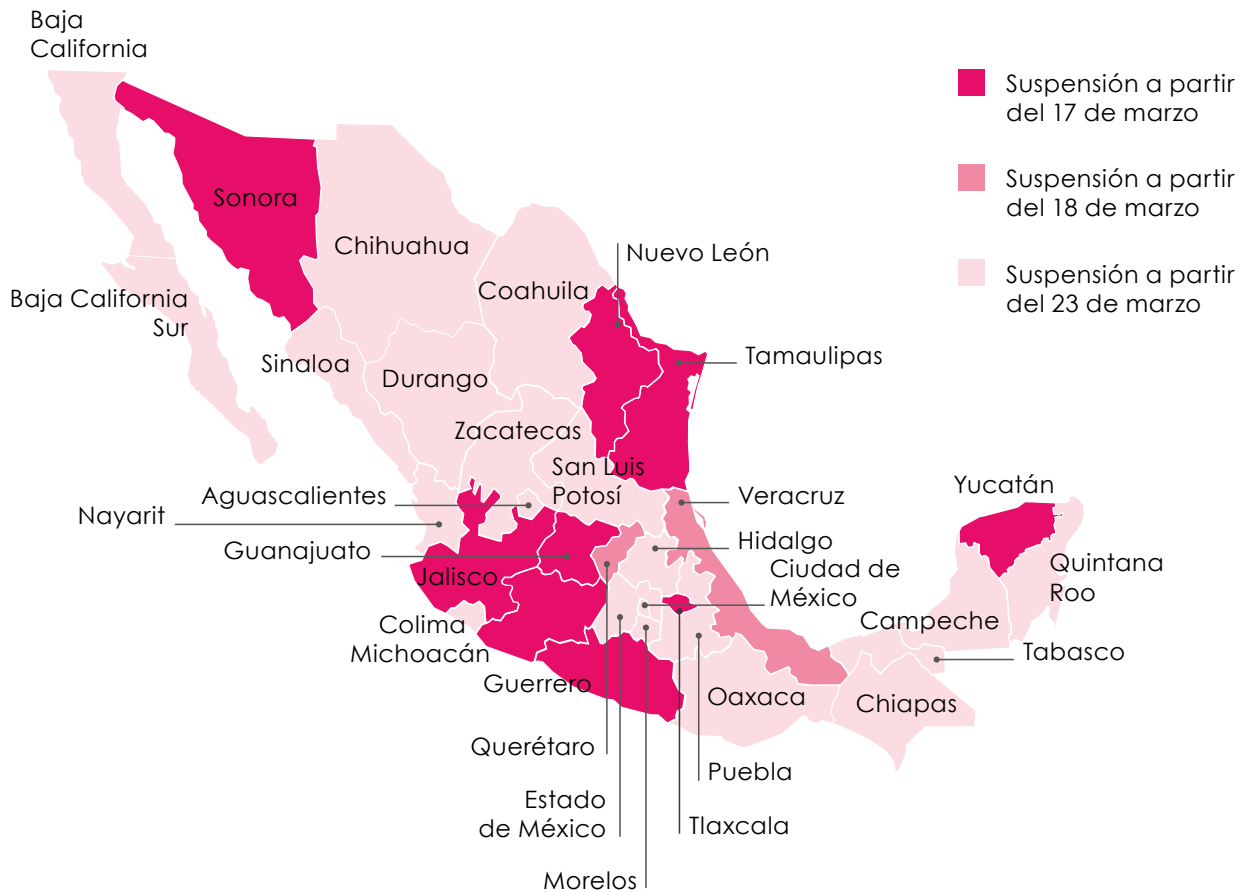 Baja
California
Suspensión a partir
del 17 de marzo
Suspensión a partir
del 18 de marzo
Suspensión a partir
del 23 de marzo
Sonora
Chihuahua
Nuevo León
Coahuila
Baja California
Sur
Tamaulipas
Sinaloa
Durango
Zacatecas
San Luis
Potosí
Aguascalientes
Veracruz
Yucatán
Nayarit
Hidalgo
Guanajuato
Ciudad de
México
Quintana
Roo
Jalisco
Campeche
Colima
Michoacán
Tabasco
Guerrero
Oaxaca
Chiapas
Querétaro
Puebla
Estado
de México
Tlaxcala
Morelos